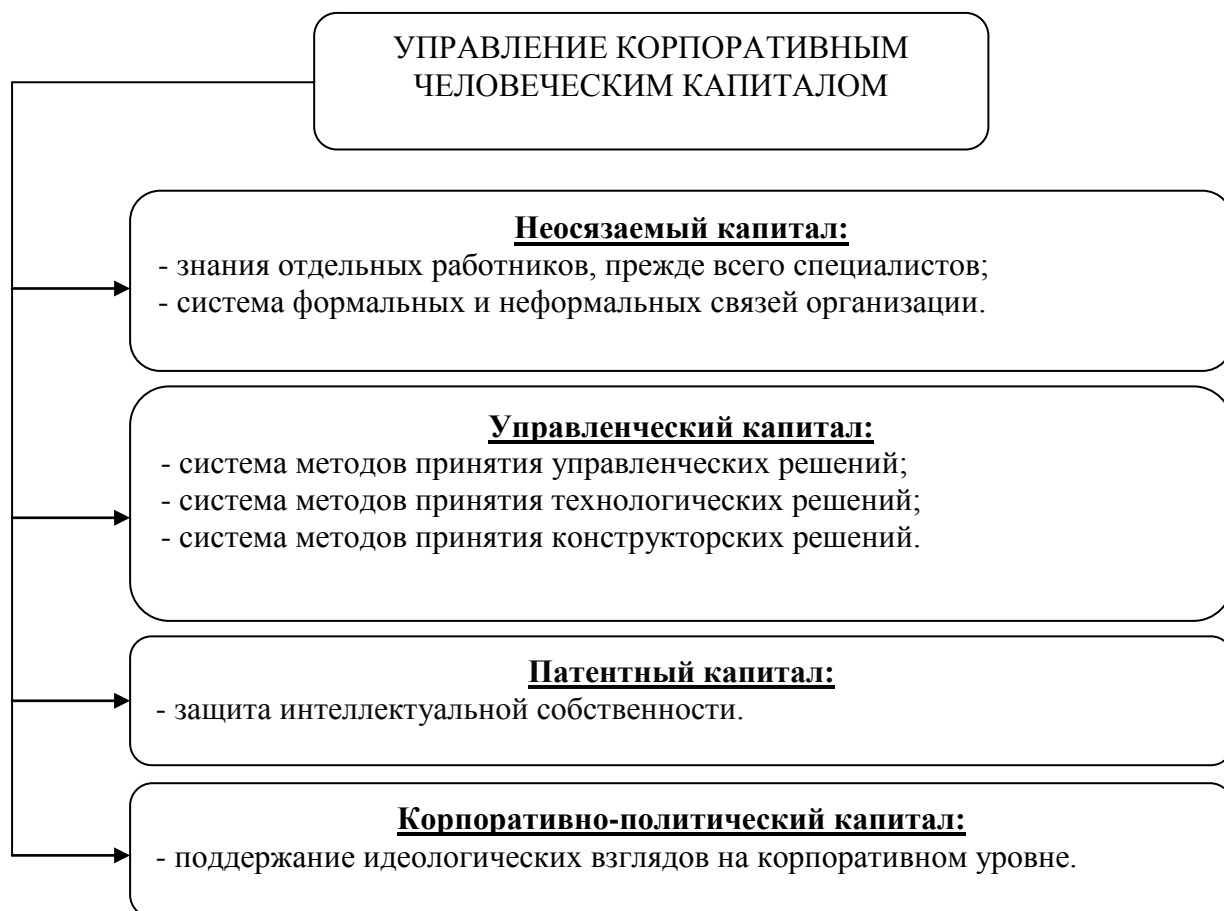 УПРАВЛЕНИЕ КОРПОРАТИВНЫМ
ЧЕЛОВЕЧЕСКИМ КАПИТАЛОМ
Неосязаемый капитал:
- знания отдельных работников, прежде всего специалистов;
- система формальных и неформальных связей организации.
Управленческий капитал:
- система методов принятия управленческих решений;
- система методов принятия технологических решений;
- система методов принятия конструкторских решений.
Патентный капитал:
- защита интеллектуальной собственности.
Корпоративно-политический капитал:
- поддержание идеологических взглядов на корпоративном уровне.